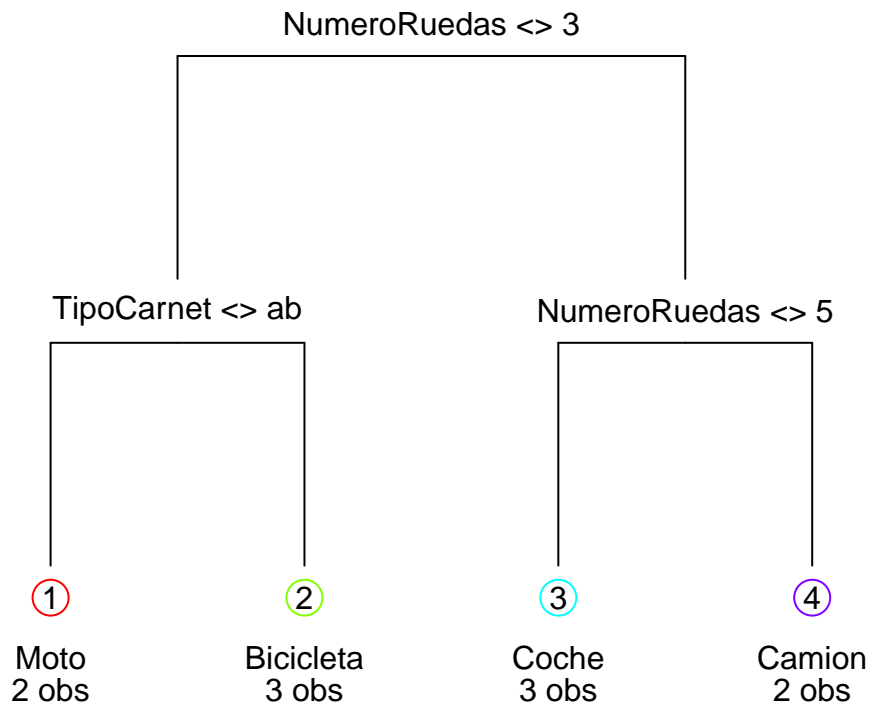 NumeroRuedas <> 3
TipoCarnet <> ab
NumeroRuedas <> 5
1
2
3
4
Moto
2 obs
Bicicleta
3 obs
Coche
3 obs
Camion
2 obs